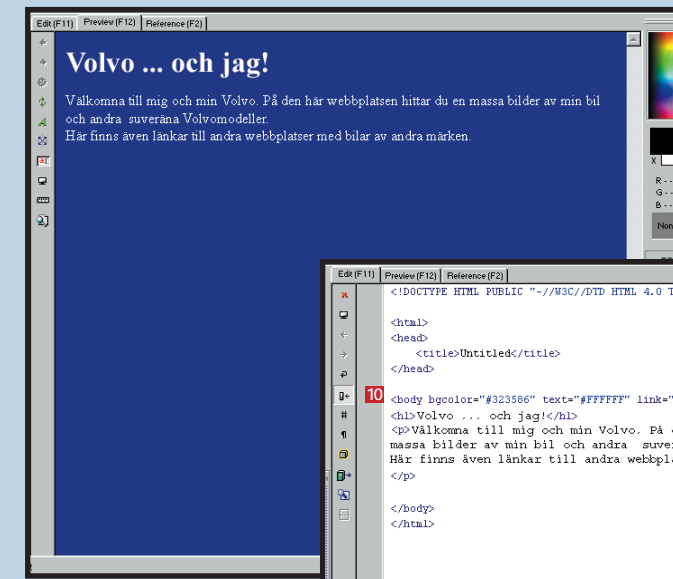 Edit (F11) Preview (F12) Reference (F2)
Volvo ... och jag!
Välkomna till mig och min Volvo. På den här webbplatsen hittar du en massa bilder av min bil
och andra  suveräna Volvomodeller.
Här finns även länkar till andra webbplatser med bilar av andra märken.
X
R - -
G - -
B - -
Non
Edit (F11) Preview (F12) Reference (F2)
<!DOCTYPE HTML PUBLIC "-//W3C//DTD HTML 4.0 T
<html>
<head>
<title>Untitled</title>
</head>
10
<body bgcolor="#323586" text="#FFFFFF" link="
<h1>Volvo ... och jag!</h1>
<p>Välkomna till mig och min Volvo. På
massa bilder av min bil och andra  suve
Här finns även länkar till andra webbpl
</p>
</body>
</html>